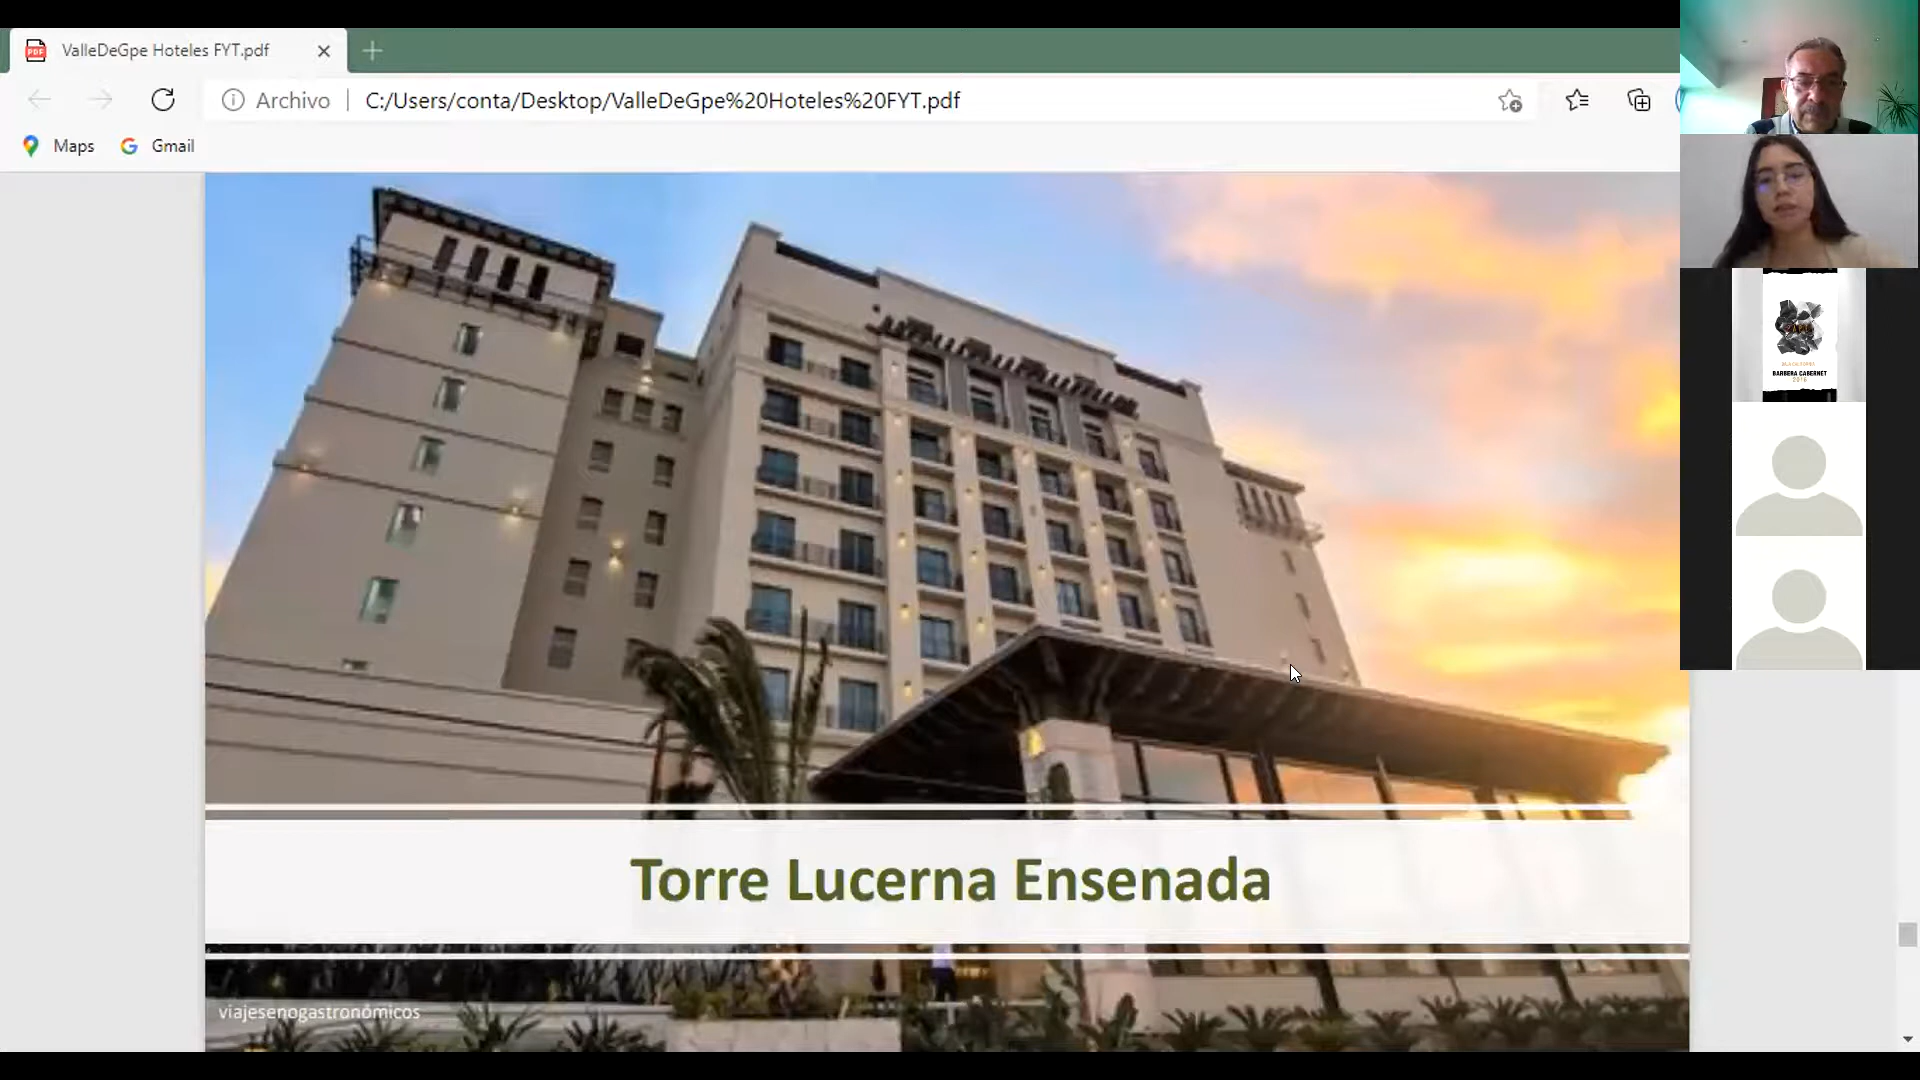 ValleDeGpe Hoteles FYT.pdf
Archivo
C:/Users/conta/Desktop/ValleDeGpe%20Hoteles%20FYT.pdf
Maps
Gmail
BARBERA CABERNET
2016
Torre Lucerna Ensenada
viajesenogastronómicos